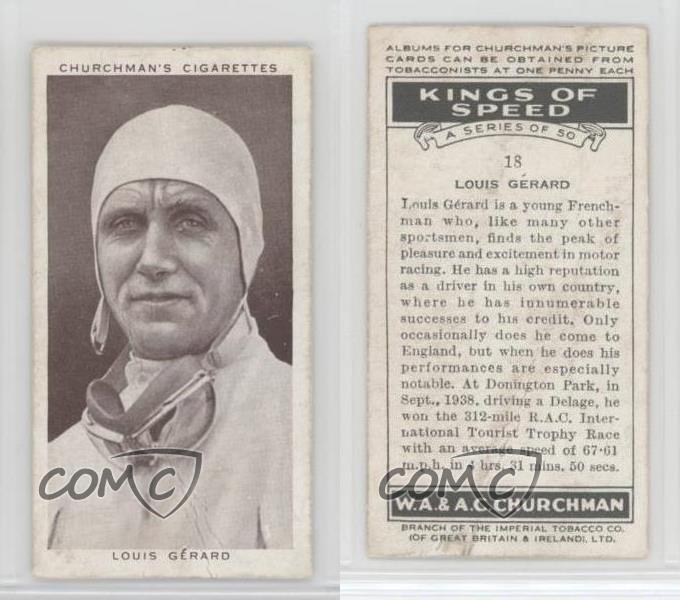 CHURCHMAN'S CIGARETTES
LOUIS GÉRARD
COMC
ALBUMS FOR CHURCHMAN'S PICTURE
CARDS CAN BE OBTAINED FROM
TOBACCONISTS AT ONE PENNY EACH
KINGS OF
SPEED
A SERIES OF 50
18
LOUIS GÉRARD
Louis Gérard is a young French-
man who, like many other
sportsmen, finds the peak of
pleasure and excitement in motor
racing. He has a high reputation
as a driver in his own country,
where he has innumerable
successes to his credit. Only
occasionally does he come to
England, but when he does his
performances are especially
notable. At Donington Park, in
Sept., 1938, driving a Delage, he
won the 312-mile R.A.C. Inter-
national Tourist Trophy Race
with an average speed of 67·61
m.p.h. in 4 hrs. 31 mins. 50 secs.
COMC
W.A. & A.C. CHURCHMAN
BRANCH OF THE IMPERIAL TOBACCO CO.
(OF GREAT BRITAIN & IRELAND), LTD.